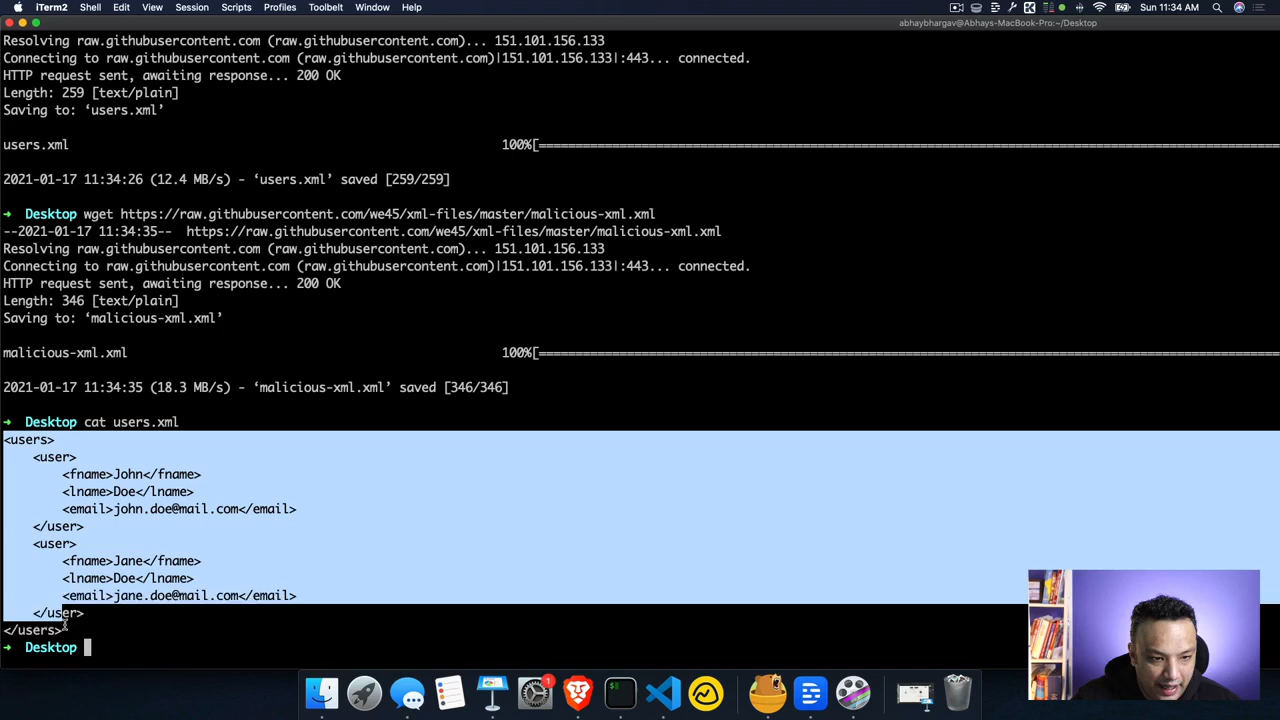 iTerm2 Shell Edit View Session Scripts Profiles Toolbelt Window Help Sun 11:34 AM
abhaybhargav@Abhays-MacBook-Pro:~/Desktop
Resolving raw.githubusercontent.com (raw.githubusercontent.com)... 151.101.156.133
Connecting to raw.githubusercontent.com (raw.githubusercontent.com)|151.101.156.133|:443... connected.
HTTP request sent, awaiting response... 200 OK
Length: 259 [text/plain]
Saving to: ‘users.xml’
users.xml 100%[==========================================================================================
2021-01-17 11:34:26 (12.4 MB/s) - ‘users.xml’ saved [259/259]
➜ Desktop wget https://raw.githubusercontent.com/we45/xml-files/master/malicious-xml.xml
--2021-01-17 11:34:35-- https://raw.githubusercontent.com/we45/xml-files/master/malicious-xml.xml
Resolving raw.githubusercontent.com (raw.githubusercontent.com)... 151.101.156.133
Connecting to raw.githubusercontent.com (raw.githubusercontent.com)|151.101.156.133|:443... connected.
HTTP request sent, awaiting response... 200 OK
Length: 346 [text/plain]
Saving to: ‘malicious-xml.xml’
malicious-xml.xml 100%[==========================================================================================
2021-01-17 11:34:35 (18.3 MB/s) - ‘malicious-xml.xml’ saved [346/346]
➜ Desktop cat users.xml
<users>
    <user>
        <fname>John</fname>
        <lname>Doe</lname>
        <email>john.doe@mail.com</email>
    </user>
    <user>
        <fname>Jane</fname>
        <lname>Doe</lname>
        <email>jane.doe@mail.com</email>
    </user>
</users>
➜ Desktop
1